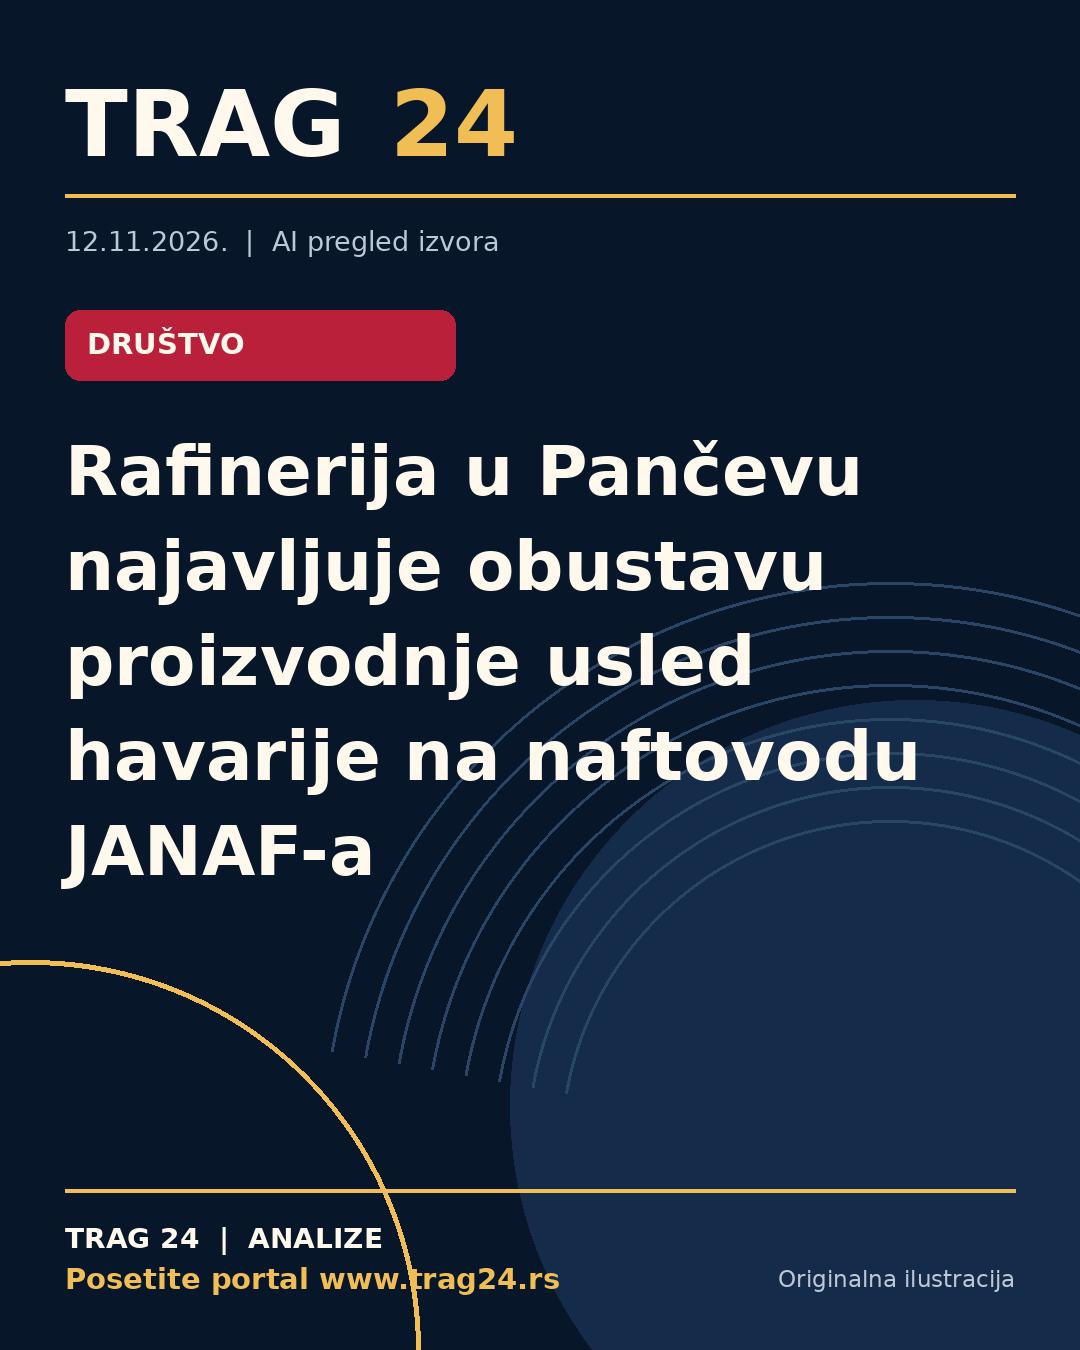 TRAG 24
12.11.2026. | AI pregled izvora
DRUŠTVO
Rafinerija u Pančevu
najavljuje obustavu
proizvodnje usled
havarije na naftovodu
JANAF-a
TRAG 24 | ANALIZE
Posetite portal www.trag24.rs
Originalna ilustracija